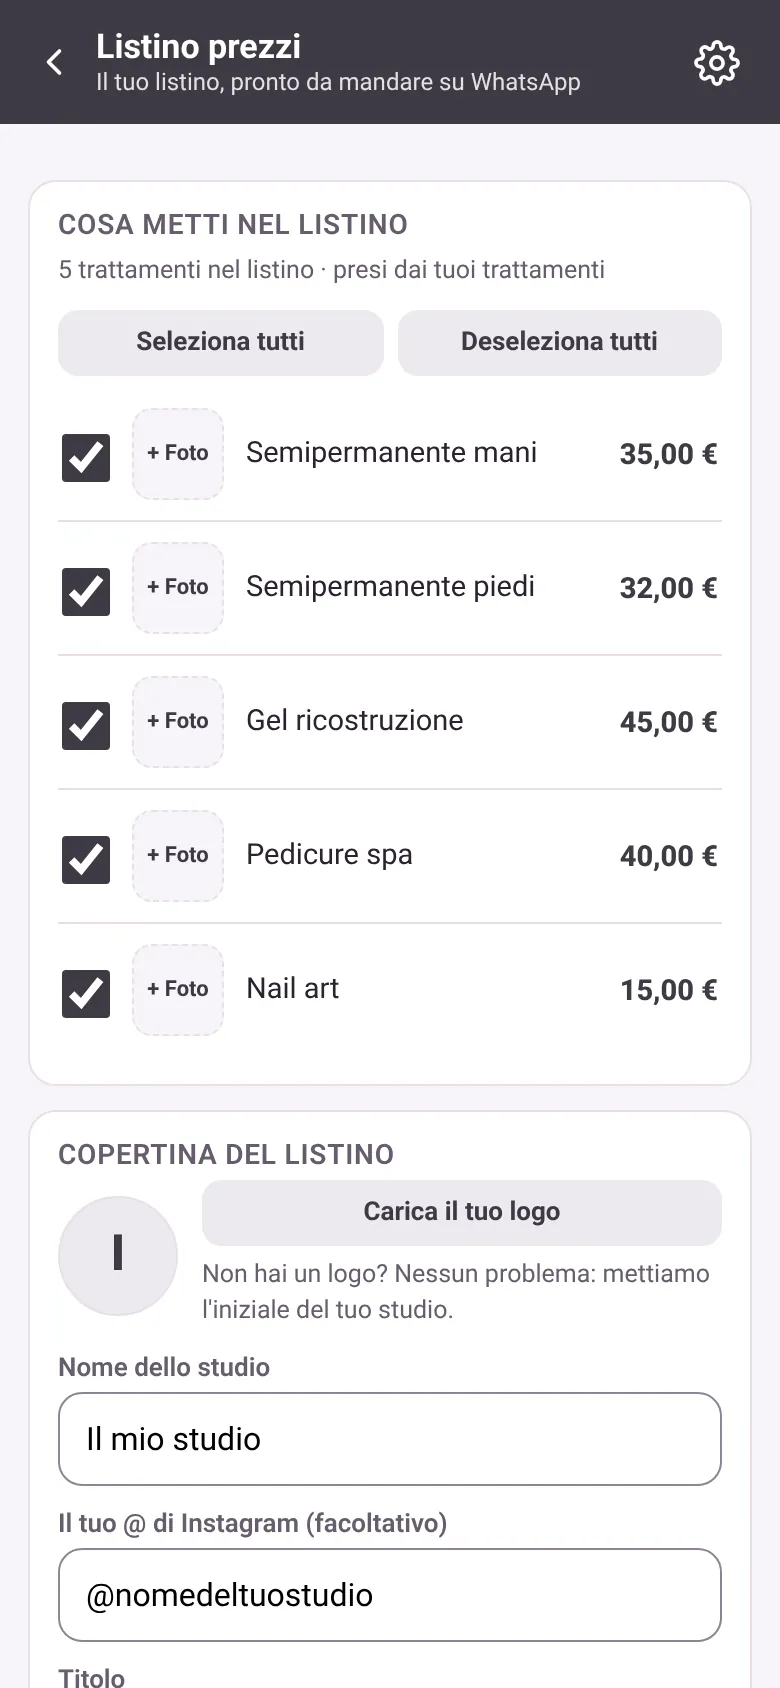 Listino prezzi
Il tuo listino, pronto da mandare su WhatsApp
COSA METTI NEL LISTINO
5 trattamenti nel listino · presi dai tuoi trattamenti
Seleziona tutti
Deseleziona tutti
+ Foto Semipermanente mani 35,00 €
+ Foto Semipermanente piedi 32,00 €
+ Foto Gel ricostruzione 45,00 €
+ Foto Pedicure spa 40,00 €
+ Foto Nail art 15,00 €
COPERTINA DEL LISTINO
I
Carica il tuo logo
Non hai un logo? Nessun problema: mettiamo
l'iniziale del tuo studio.
Nome dello studio
Il mio studio
Il tuo @ di Instagram (facoltativo)
@nomedeltuostudio
Titolo